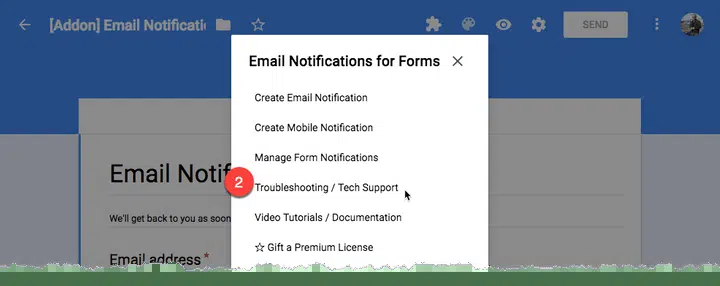 [Addon] Email Notificatio
SEND
Email Notifications for Forms
Create Email Notification
Create Mobile Notification
Manage Form Notifications
Email Notif
2
Troubleshooting / Tech Support
We'll get back to you as soon
Video Tutorials / Documentation
☆ Gift a Premium License
Email address *